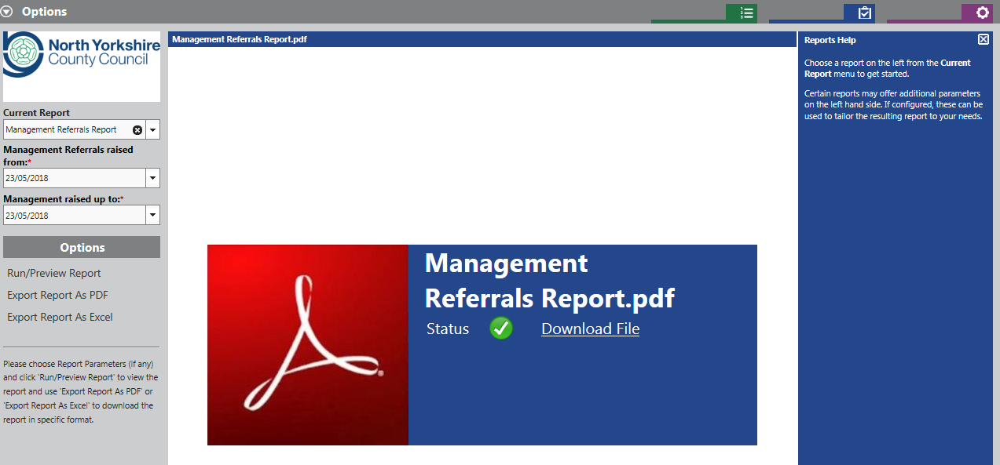 Options
North Yorkshire
County Council
Current Report
Management Referrals Report
Management Referrals raised
from:*
23/05/2018
Management raised up to:*
23/05/2018
Options
Run/Preview Report
Export Report As PDF
Export Report As Excel
Please choose Report Parameters (if any)
and click 'Run/Preview Report' to view the
report and use 'Export Report As PDF' or
'Export Report As Excel' to download the
report in specific format.
Management Referrals Report.pdf
Management
Referrals Report.pdf
Status
Download File
Reports Help
Choose a report on the left from the Current
Report menu to get started.
Certain reports may offer additional parameters
on the left hand side. If configured, these can be
used to tailor the resulting report to your needs.